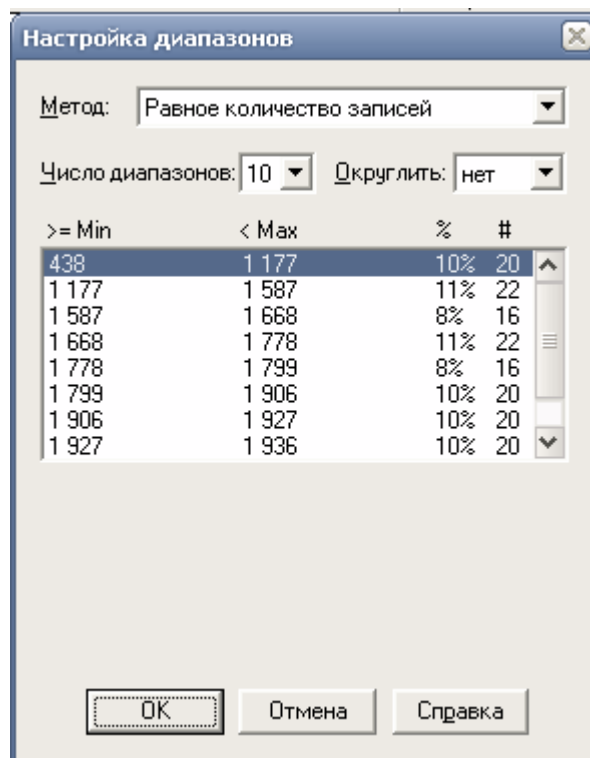 Настройка диапазонов
Метод: Равное количество записей
Число диапазонов: 10 Округлить: нет
>= Min < Max % #
438 1 177 10% 20
1 177 1 587 11% 22
1 587 1 668 8% 16
1 668 1 778 11% 22
1 778 1 799 8% 16
1 799 1 906 10% 20
1 906 1 927 10% 20
1 927 1 936 10% 20
OK Отмена Справка